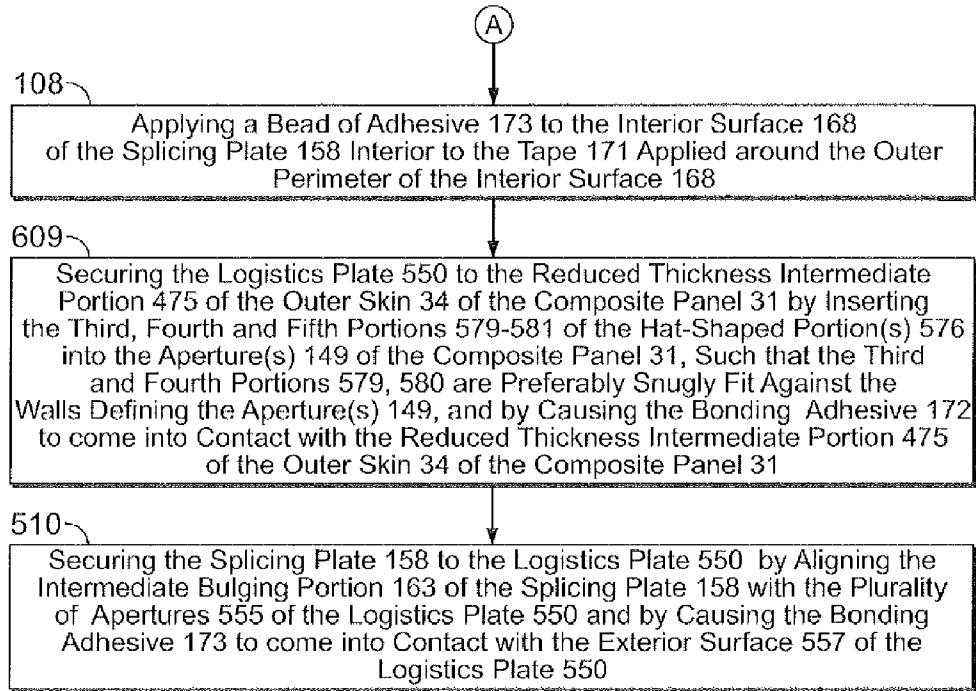 A
108
Applying a Bead of Adhesive 173 to the Interior Surface 168
of the Splicing Plate 158 Interior to the Tape 171 Applied around the Outer
Perimeter of the Interior Surface 168
609
Securing the Logistics Plate 550 to the Reduced Thickness Intermediate
Portion 475 of the Outer Skin 34 of the Composite Panel 31 by Inserting
the Third, Fourth and Fifth Portions 579-581 of the Hat-Shaped Portion(s) 576
into the Aperture(s) 149 of the Composite Panel 31, Such that the Third
and Fourth Portions 579, 580 are Preferably Snugly Fit Against the
Walls Defining the Aperture(s) 149, and by Causing the Bonding Adhesive 172
to come into Contact with the Reduced Thickness Intermediate Portion 475
of the Outer Skin 34 of the Composite Panel 31
510
Securing the Splicing Plate 158 to the Logistics Plate 550 by Aligning the
Intermediate Bulging Portion 163 of the Splicing Plate 158 with the Plurality
of Apertures 555 of the Logistics Plate 550 and by Causing the Bonding
Adhesive 173 to come into Contact with the Exterior Surface 557 of the
Logistics Plate 550